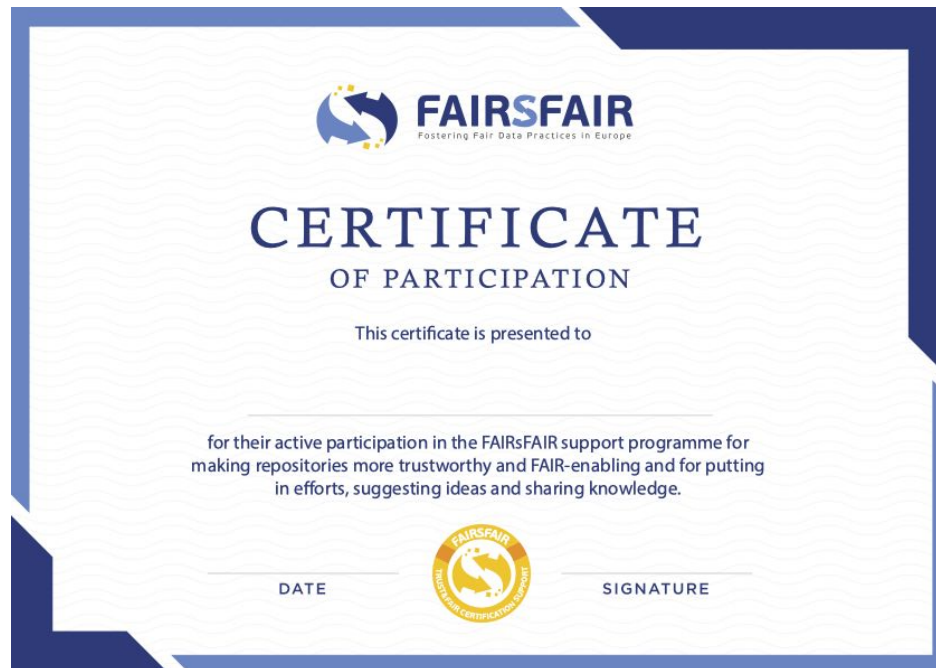 FAIRSFAIR
Fostering Fair Data Practices in Europe
CERTIFICATE
OF PARTICIPATION
This certificate is presented to
for their active participation in the FAIRsFAIR support programme for
making repositories more trustworthy and FAIR-enabling and for putting
in efforts, suggesting ideas and sharing knowledge.
FAIRSFAIR
TRUST&FAIR CERTIFICATION SUPPORT
DATE
SIGNATURE